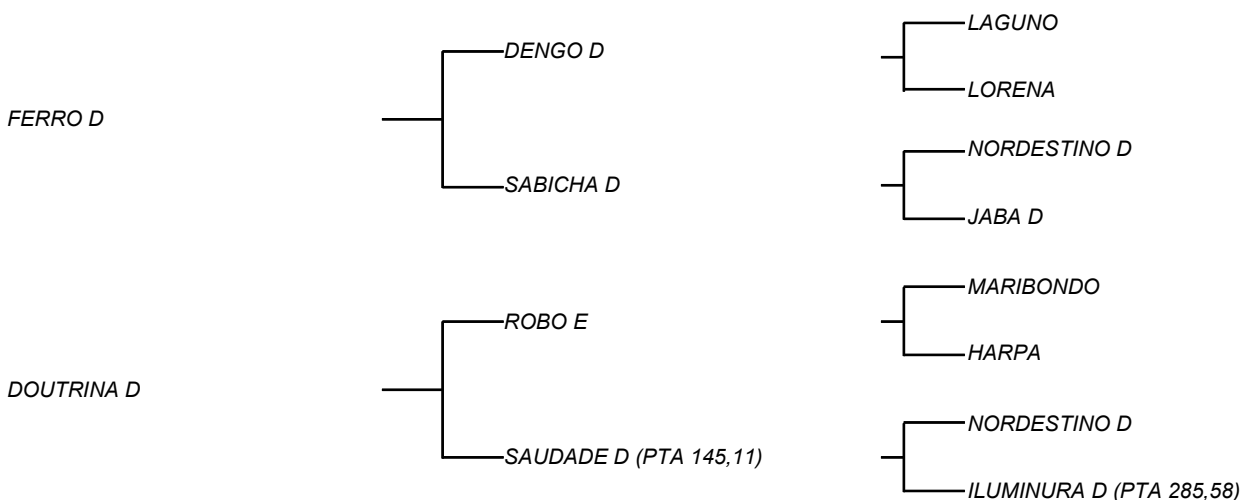 LAGUNO
DENGO D
LORENA
FERRO D
NORDESTINO D
SABICHA D
JABA D
MARIBONDO
ROBO E
HARPA
DOUTRINA D
NORDESTINO D
SAUDADE D (PTA 145,11)
ILUMINURA D (PTA 285,58)